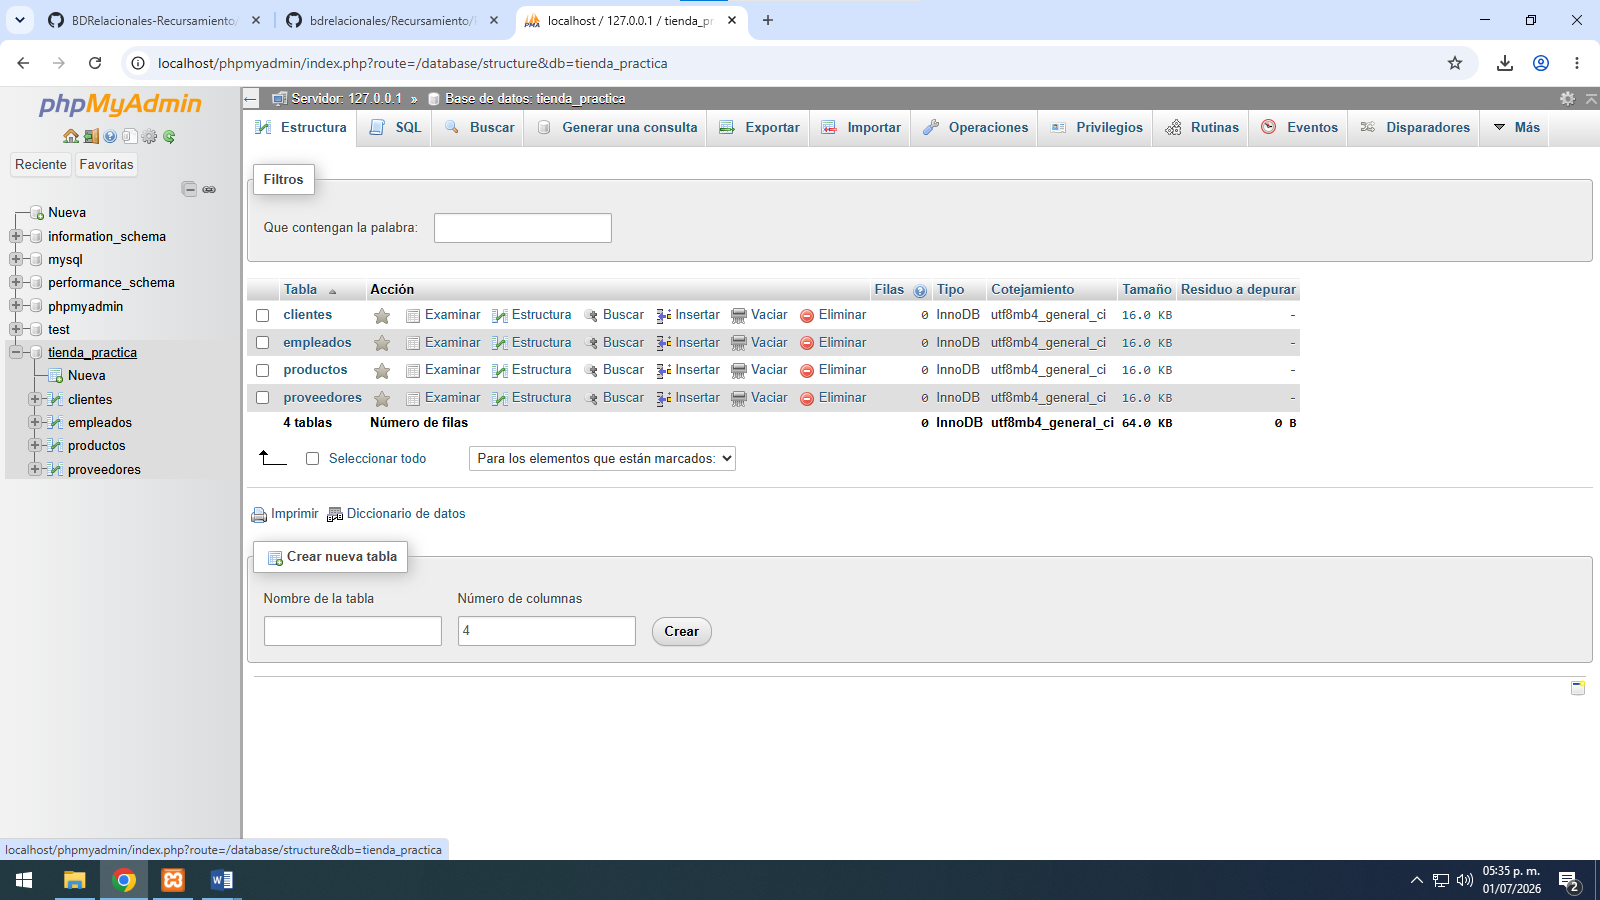 BDRelacionales-Recursamiento/
bdrelacionales/Recursamiento/
localhost / 127.0.0.1 / tienda_pr
localhost/phpmyadmin/index.php?route=/database/structure&db=tienda_practica
phpMyAdmin
Reciente Favoritas
Nueva
information_schema
mysql
performance_schema
phpmyadmin
test
tienda_practica
Nueva
clientes
empleados
productos
proveedores
Servidor: 127.0.0.1 » Base de datos: tienda_practica
Estructura SQL Buscar Generar una consulta Exportar Importar Operaciones Privilegios Rutinas Eventos Disparadores Más
Filtros
Que contengan la palabra:
Tabla Acción Filas Tipo Cotejamiento Tamaño Residuo a depurar
clientes Examinar Estructura Buscar Insertar Vaciar Eliminar 0 InnoDB utf8mb4_general_ci 16.0 KB -
empleados Examinar Estructura Buscar Insertar Vaciar Eliminar 0 InnoDB utf8mb4_general_ci 16.0 KB -
productos Examinar Estructura Buscar Insertar Vaciar Eliminar 0 InnoDB utf8mb4_general_ci 16.0 KB -
proveedores Examinar Estructura Buscar Insertar Vaciar Eliminar 0 InnoDB utf8mb4_general_ci 16.0 KB -
4 tablas Número de filas 0 InnoDB utf8mb4_general_ci 64.0 KB 0 B
Seleccionar todo Para los elementos que están marcados:
Imprimir Diccionario de datos
Crear nueva tabla
Nombre de la tabla Número de columnas
4 Crear
localhost/phpmyadmin/index.php?route=/database/structure&db=tienda_practica
05:35 p. m.
01/07/2026
2